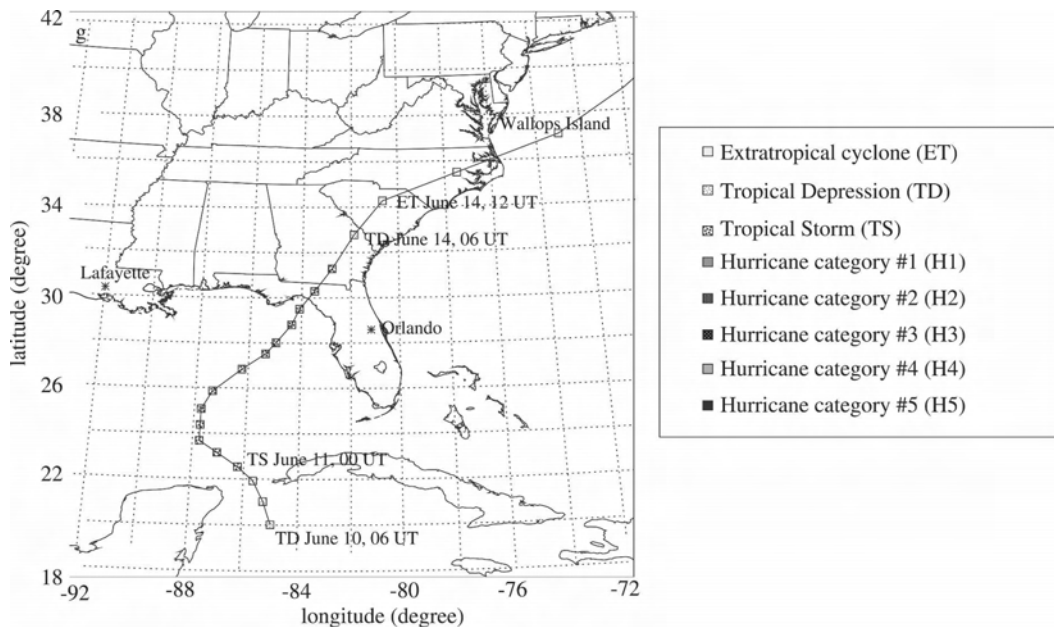 42
g
40
38
Wallops Island
36
34
ET June 14, 12 UT
TD June 14, 06 UT
Lafayette
30
Orlando
26
22
TS June 11, 00 UT
TD June 10, 06 UT
18
-92
-88
-84
-80
-76
-72
latitude (degree)
longitude (degree)
Extratropical cyclone (ET)
Tropical Depression (TD)
Tropical Storm (TS)
Hurricane category #1 (H1)
Hurricane category #2 (H2)
Hurricane category #3 (H3)
Hurricane category #4 (H4)
Hurricane category #5 (H5)